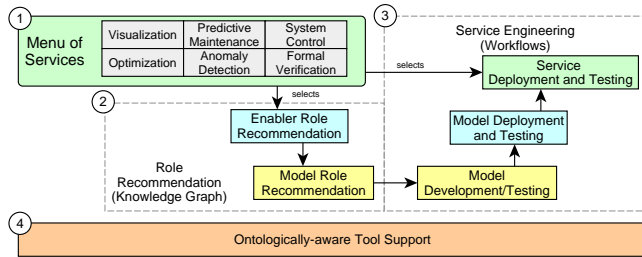 1
Menu of
Services
Visualization
Predictive
Maintenance
System
Control
Optimization
Anomaly
Detection
Formal
Verification
selects
selects
2
Enabler Role
Recommendation
Role
Recommendation
(Knowledge Graph)
Model Role
Recommendation
3
Service Engineering
(Workflows)
Service
Deployment and Testing
Model Deployment
and Testing
Model
Development/Testing
4
Ontologically-aware Tool Support